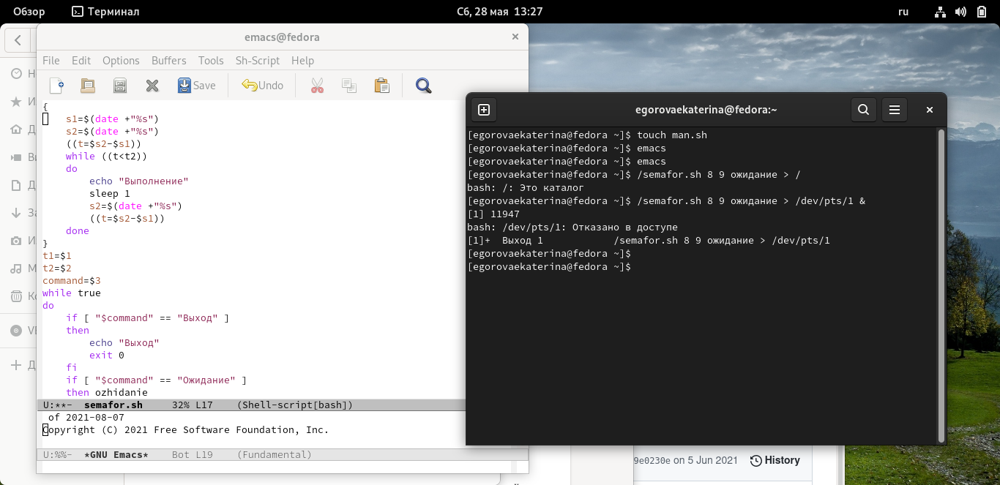 Обзор
Терминал
Сб, 28 мая 13:27
ru
emacs@fedora
File Edit Options Buffers Tools Sh-Script Help
Save
Undo
{
    s1=$(date +"%s")
    s2=$(date +"%s")
    ((t=$s2-$s1))
    while ((t<t2))
    do
        echo "Выполнение"
        sleep 1
        s2=$(date +"%s")
        ((t=$s2-$s1))
    done
}
t1=$1
t2=$2
command=$3
while true
do
    if [ "$command" == "Выход" ]
    then
        echo "Выход"
        exit 0
    fi
    if [ "$command" == "Ожидание" ]
    then ozhidanie
U:**-  semafor.sh     32% L17    (Shell-script[bash])
 of 2021-08-07
Copyright (C) 2021 Free Software Foundation, Inc.
U:%%-  *GNU Emacs*    Bot L19    (Fundamental)
egorovaekaterina@fedora:~
[egorovaekaterina@fedora ~]$ touch man.sh
[egorovaekaterina@fedora ~]$ emacs
[egorovaekaterina@fedora ~]$ emacs
[egorovaekaterina@fedora ~]$ /semafor.sh 8 9 ожидание > /
bash: /: Это каталог
[egorovaekaterina@fedora ~]$ /semafor.sh 8 9 ожидание > /dev/pts/1 &
[1] 11947
bash: /dev/pts/1: Отказано в доступе
[1]+  Выход 1            /semafor.sh 8 9 ожидание > /dev/pts/1
[egorovaekaterina@fedora ~]$
[egorovaekaterina@fedora ~]$
9e0230e on 5 Jun 2021
History